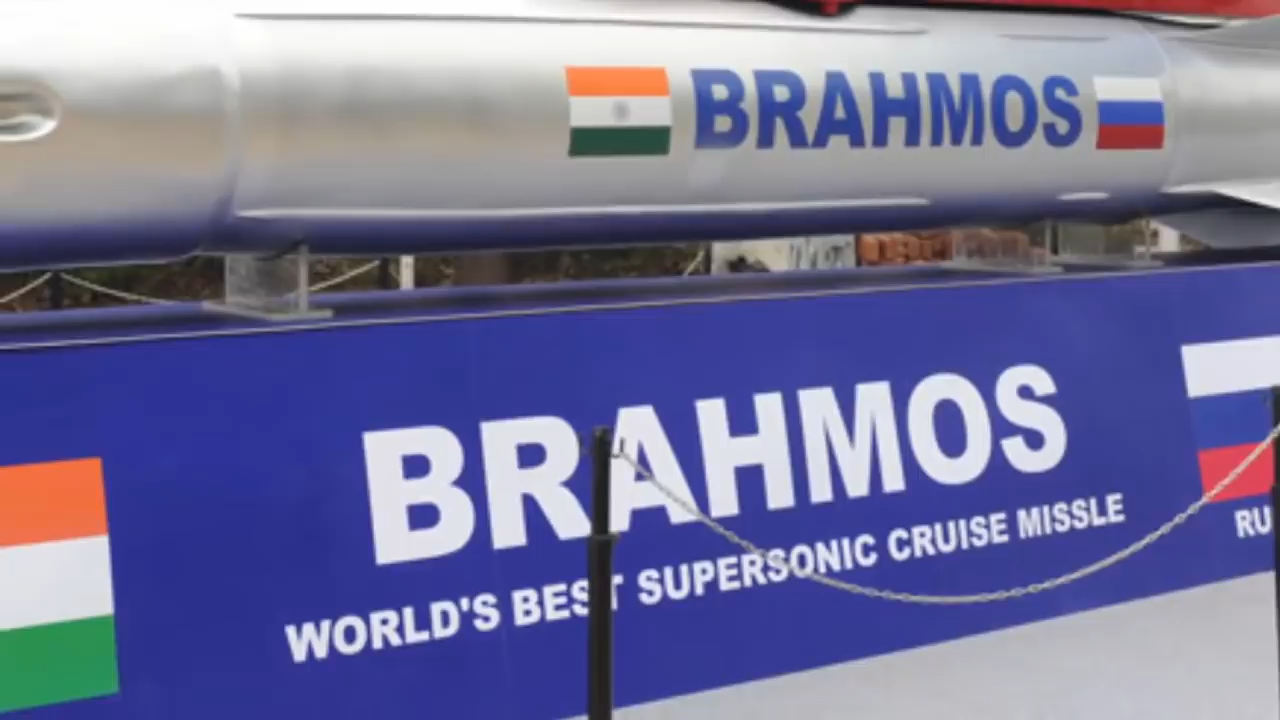 BRAHMOS
BRAHMOS
WORLD'S BEST SUPERSONIC CRUISE MISSLE
RU